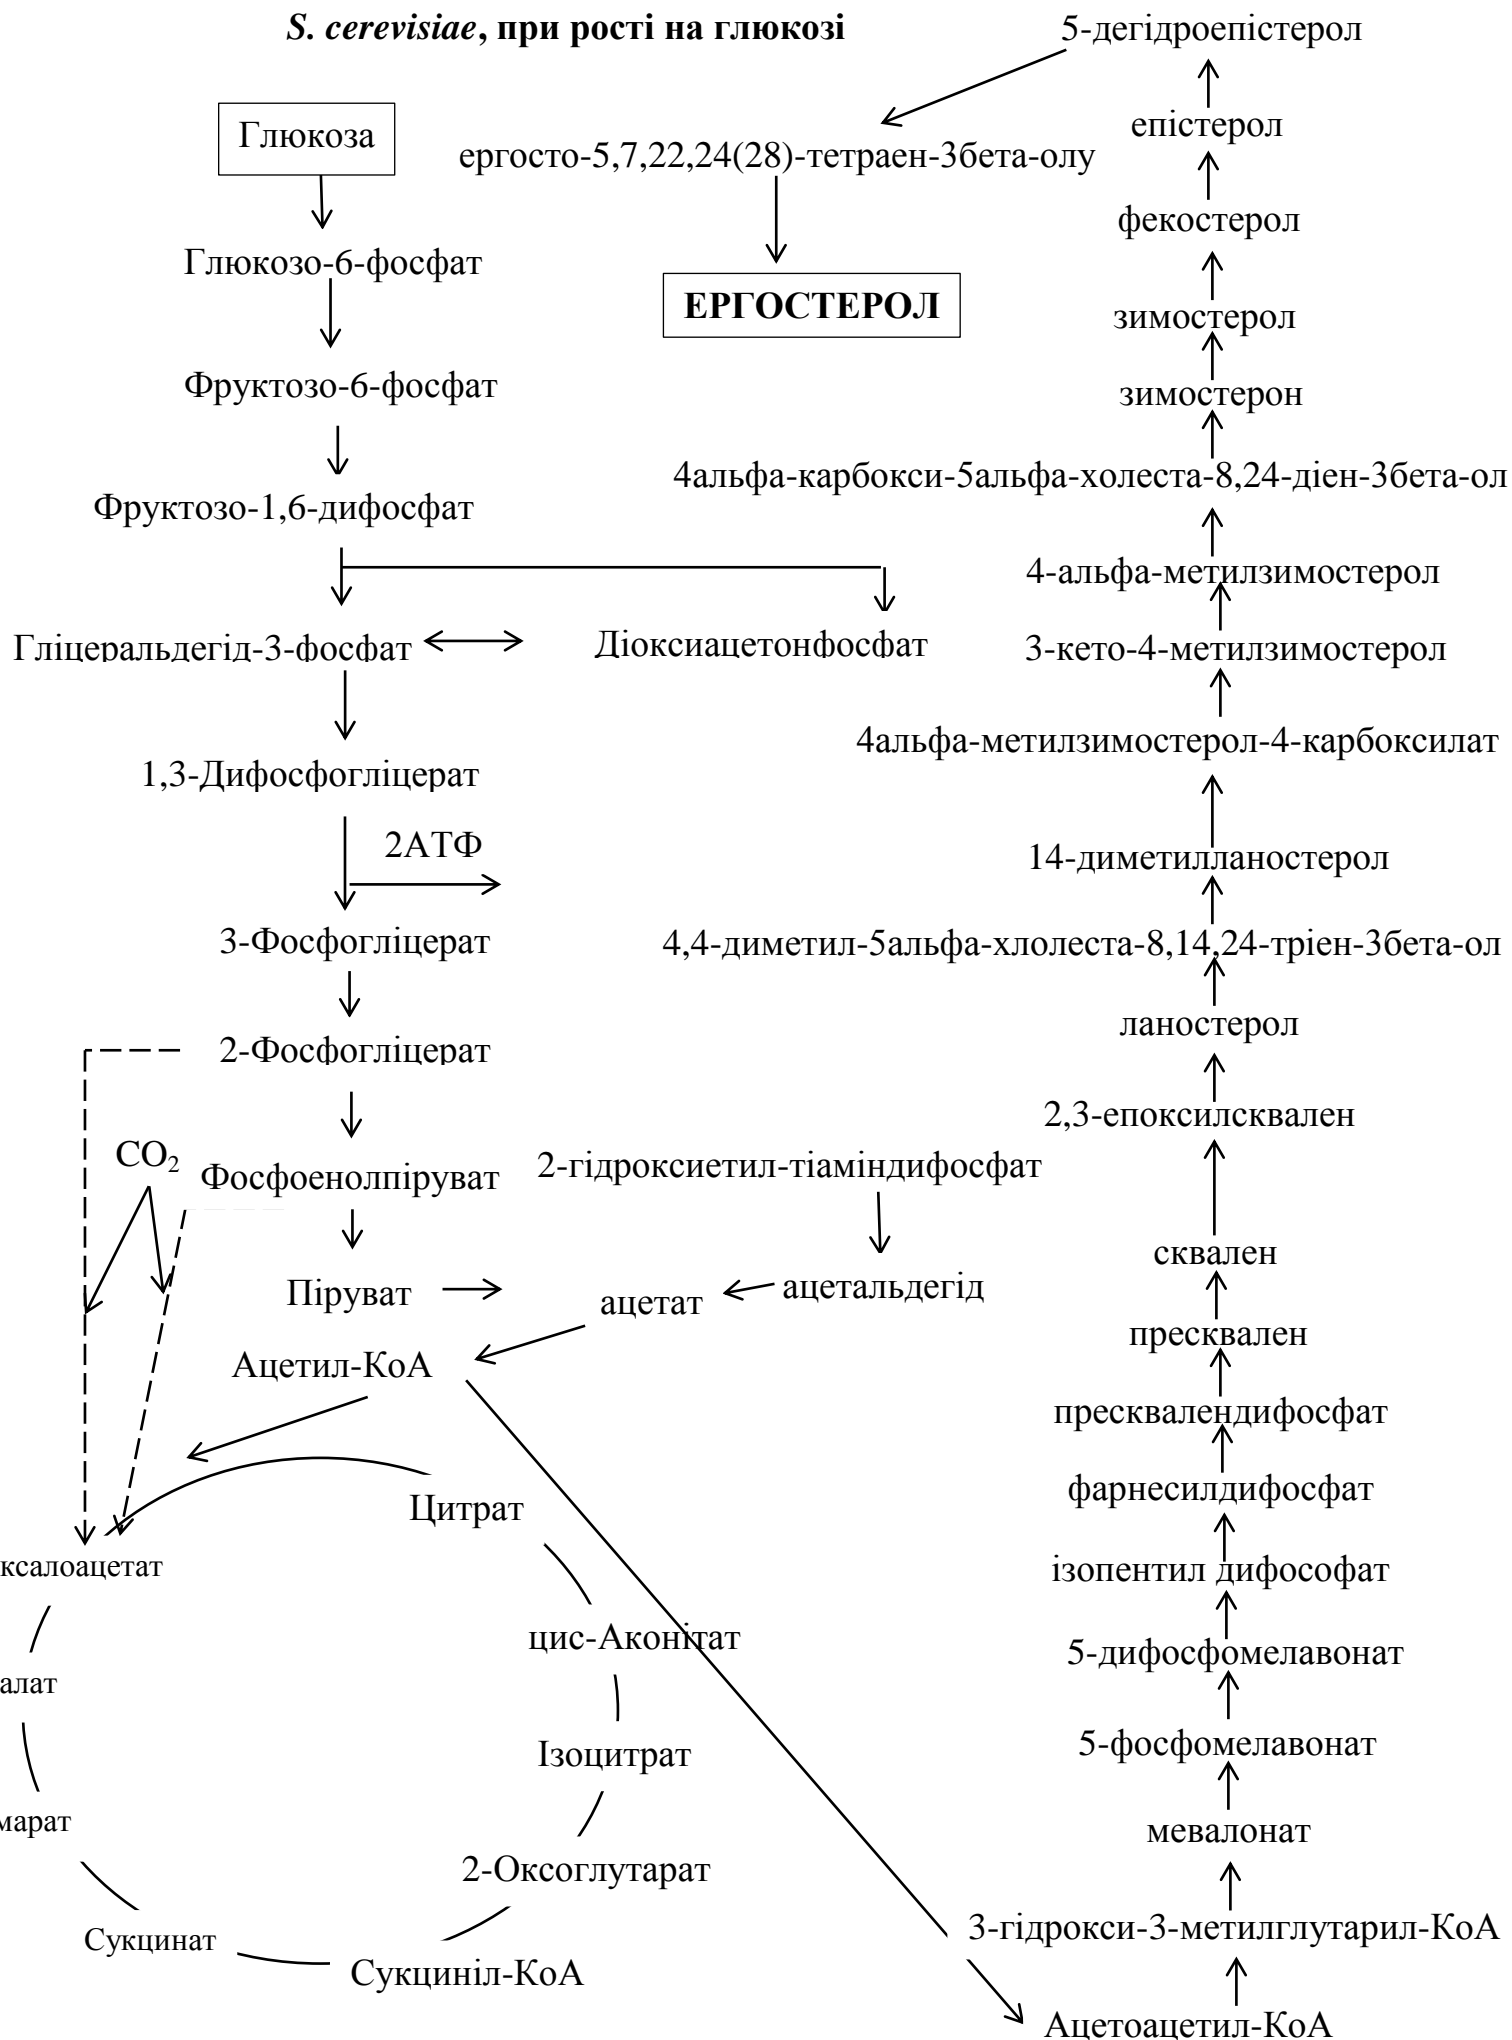 S. cerevisiae, при рості на глюкозі
Глюкоза
Глюкозо-6-фосфат
Фруктозо-6-фосфат
Фруктозо-1,6-дифосфат
Гліцеральдегід-3-фосфат
Діоксиацетонфосфат
1,3-Дифосфогліцерат
2АТФ
3-Фосфогліцерат
2-Фосфогліцерат
CO2
Фосфоенолпіруват
2-гідроксиетил-тіаміндифосфат
Піруват
ацетат
ацетальдегід
Ацетил-КоА
Цитрат
ксалоацетат
цис-Аконітат
алат
Ізоцитрат
марат
2-Оксоглутарат
Сукцинат
Сукциніл-КоА
5-дегідроепістерол
епістерол
ергосто-5,7,22,24(28)-тетраен-3бета-олу
фекостерол
ЕРГОСТЕРОЛ
зимостерол
зимостерон
4альфа-карбокси-5альфа-холеста-8,24-дієн-3бета-ол
4-альфа-метилзимостерол
3-кето-4-метилзимостерол
4альфа-метилзимостерол-4-карбоксилат
14-диметилланостерол
4,4-диметил-5альфа-хлолеста-8,14,24-трієн-3бета-ол
ланостерол
2,3-епоксилсквален
сквален
пресквален
пресквалендифосфат
фарнесилдифосфат
ізопентил дифософат
5-дифосфомелавонат
5-фосфомелавонат
мевалонат
3-гідрокси-3-метилглутарил-КоА
Ацетоацетил-КоА